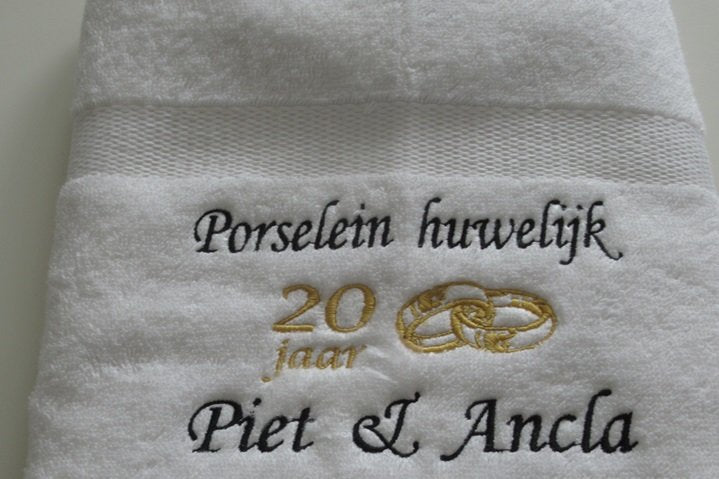 Porselein huwelijk
20
jaar
Piet & Ancla